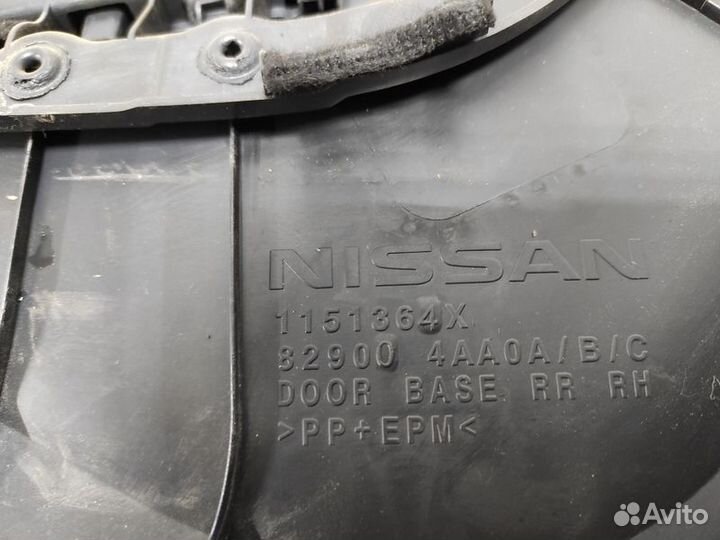 NISSAN
1151364X
82900 4AA0A/B/C
DOOR BASE RR RH
>PP+EPM<
Avito